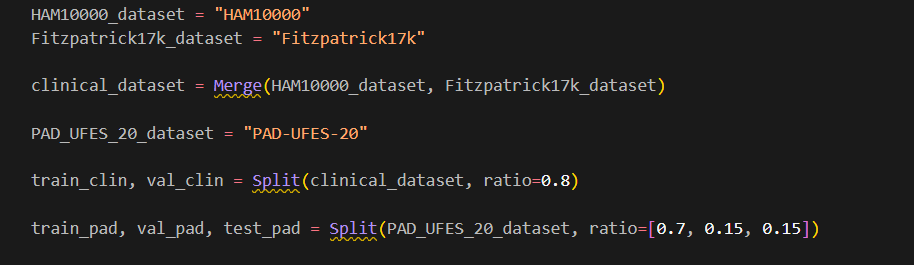 HAM10000_dataset = "HAM10000"
Fitzpatrick17k_dataset = "Fitzpatrick17k"
clinical_dataset = Merge(HAM10000_dataset, Fitzpatrick17k_dataset)
PAD_UFES_20_dataset = "PAD-UFES-20"
train_clin, val_clin = Split(clinical_dataset, ratio=0.8)
train_pad, val_pad, test_pad = Split(PAD_UFES_20_dataset, ratio=[0.7, 0.15, 0.15])